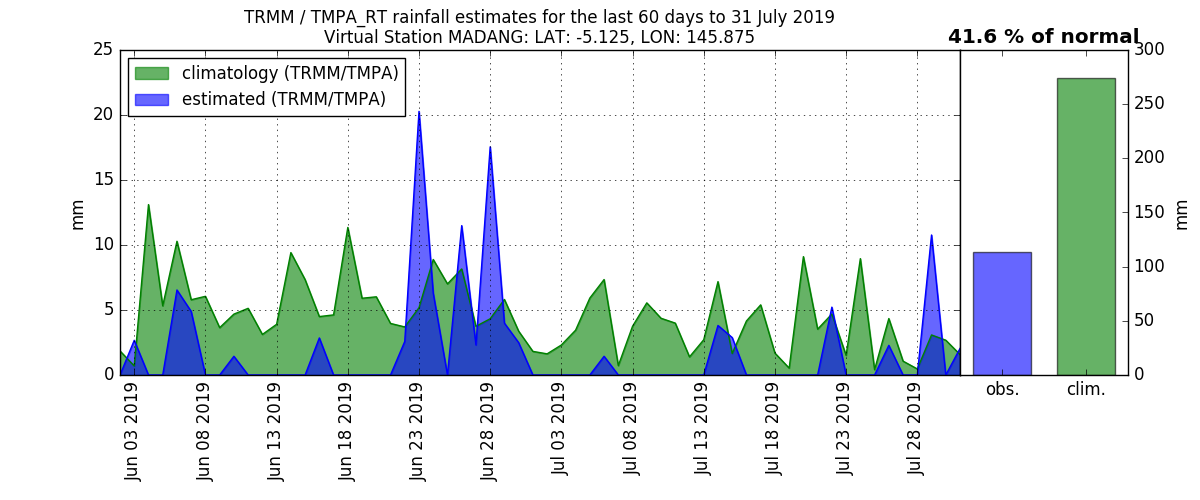 TRMM / TMPA_RT rainfall estimates for the last 60 days to 31 July 2019
Virtual Station MADANG: LAT: -5.125, LON: 145.875
41.6 % of normal
climatology (TRMM/TMPA)
estimated (TRMM/TMPA)
mm
25
20
15
10
5
0
Jun 03 2019
Jun 08 2019
Jun 13 2019
Jun 18 2019
Jun 23 2019
Jun 28 2019
Jul 03 2019
Jul 08 2019
Jul 13 2019
Jul 18 2019
Jul 23 2019
Jul 28 2019
obs.
clim.
300
250
200
150
100
50
0
mm